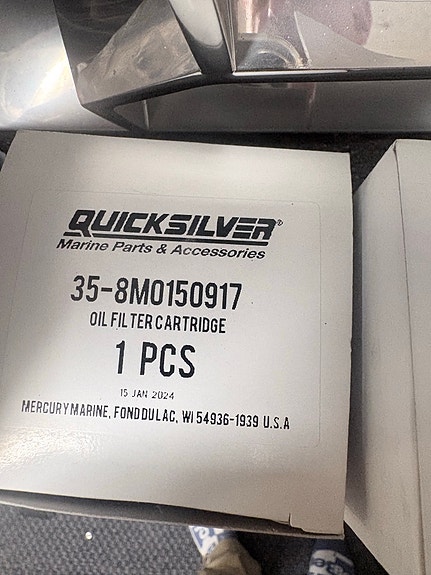 QUICKSILVER®
Marine Parts & Accessories
35-8M0150917
OIL FILTER CARTRIDGE
1 PCS
15 JAN 2024
MERCURY MARINE, FOND DU LAC, WI 54936-1939 U.S.A